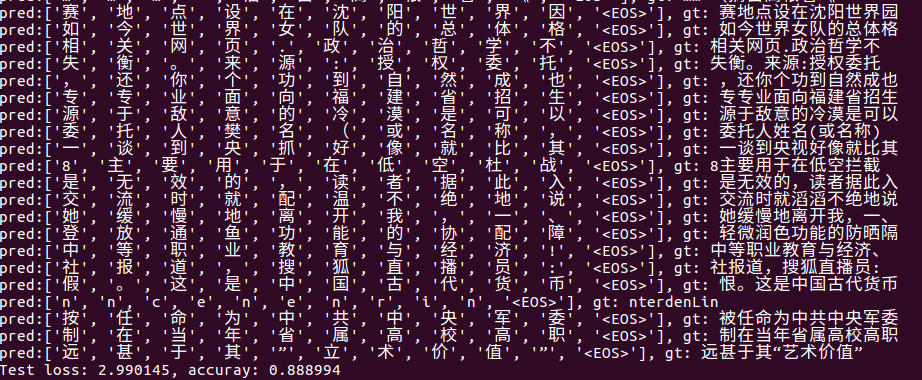 pred:['赛', '地', '点', '设', '在', '沈', '阳', '世', '界', '因', '<EOS>'], gt: 赛地点设在沈阳世界园
pred:['如', '今', '世', '界', '女', '队', '的', '总', '体', '格', '<EOS>'], gt: 如今世界女队的总体格
pred:['相', '关', '网', '页', '.', '政', '治', '哲', '学', '不', '<EOS>'], gt: 相关网页.政治哲学不
pred:['失', '衡', '。', '来', '源', ':', '授', '权', '委', '托', '<EOS>'], gt: 失衡。来源:授权委托
pred:[',', '还', '你', '个', '功', '到', '自', '然', '成', '也', '<EOS>'], gt: ,还你个功到自然成也
pred:['专', '专', '业', '面', '向', '福', '建', '省', '招', '生', '<EOS>'], gt: 专专业面向福建省招生
pred:['源', '于', '敌', '意', '的', '冷', '漠', '是', '可', '以', '<EOS>'], gt: 源于敌意的冷漠是可以
pred:['委', '托', '人', '樊', '名', '(', '或', '名', '称', ',', '<EOS>'], gt: 委托人姓名(或名称)
pred:['一', '谈', '到', '央', '抓', '好', '像', '就', '比', '其', '<EOS>'], gt: 一谈到央视好像就比其
pred:['8', '主', '要', '用', '于', '在', '低', '空', '杜', '战', '<EOS>'], gt: 8主要用于在低空拦截
pred:['是', '无', '效', '的', ',', '读', '者', '据', '此', '入', '<EOS>'], gt: 是无效的,读者据此入
pred:['交', '流', '时', '就', '配', '温', '不', '绝', '地', '说', '<EOS>'], gt: 交流时就滔滔不绝地说
pred:['她', '缓', '慢', '地', '离', '开', '我', ',', '一', '、', '<EOS>'], gt: 她缓慢地离开我,一、
pred:['登', '放', '通', '鱼', '功', '能', '的', '协', '配', '障', '<EOS>'], gt: 轻微润色功能的防晒隔
pred:['中', '等', '职', '业', '教', '育', '与', '经', '济', '!', '<EOS>'], gt: 中等职业教育与经济、
pred:['社', '报', '道', ',', '搜', '狐', '直', '播', '员', ':', '<EOS>'], gt: 社报道,搜狐直播员:
pred:['假', '。', '这', '是', '中', '国', '古', '代', '货', '币', '<EOS>'], gt: 恨。这是中国古代货币
pred:['n', 'n', 'c', 'e', 'n', 'e', 'n', 'r', 'i', 'n', '<EOS>'], gt: nterdenLin
pred:['按', '任', '命', '为', '中', '共', '中', '央', '军', '委', '<EOS>'], gt: 被任命为中共中央军委
pred:['制', '在', '当', '年', '省', '属', '高', '校', '高', '职', '<EOS>'], gt: 制在当年省属高校高职
pred:['远', '甚', '于', '其', '”', '立', '术', '价', '值', '”', '<EOS>'], gt: 远甚于其“艺术价值”
Test loss: 2.990145, accuray: 0.888994